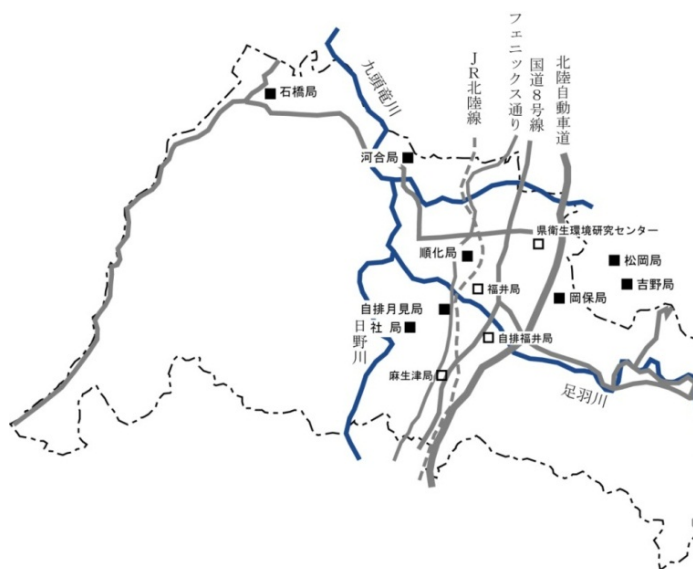 フェニックス通り
国道8号線
北陸自動車道
JR北陸線
九頭竜川
石橋局
河合局
県衛生環境研究センター
順化局
松岡局
吉野局
福井局
岡保局
自排月見局
社 局
自排福井局
日野川
麻生津局
足羽川